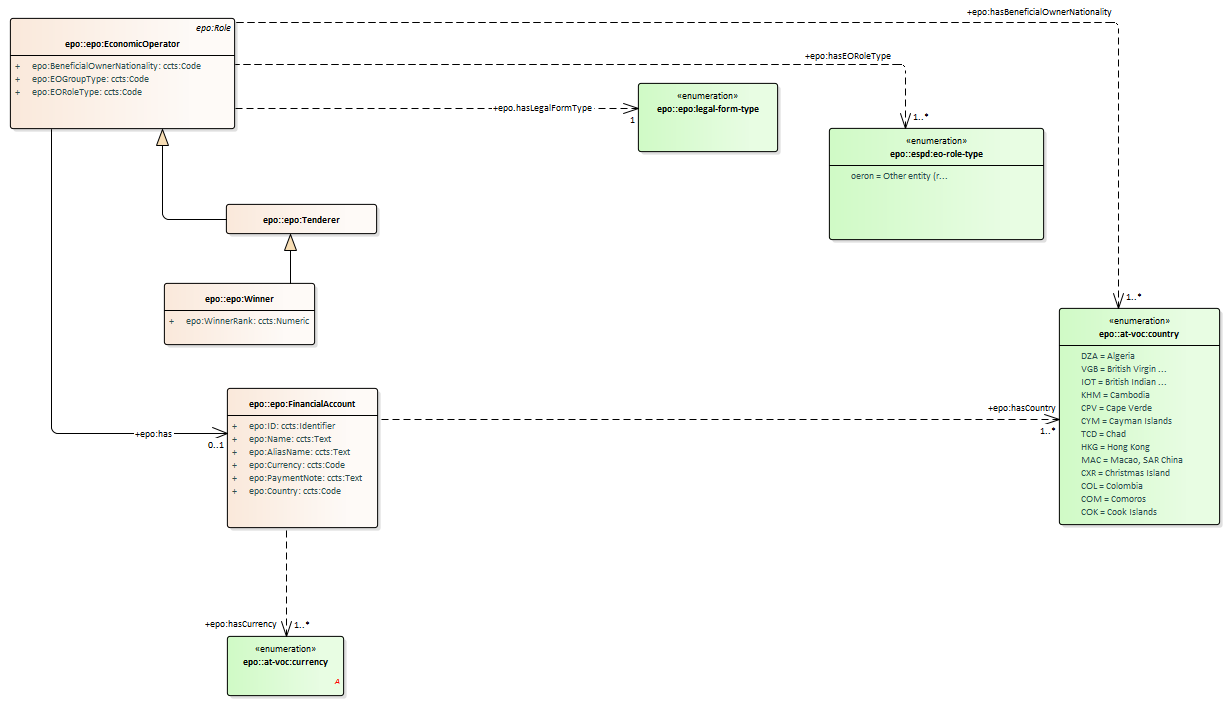 epo:Role
epo::epo:EconomicOperator
+ epo:BeneficialOwnerNationality: ccts:Code
+ epo:EOGroupType: ccts:Code
+ epo:EORoleType: ccts:Code
+epo:hasBeneficialOwnerNationality
+epo:hasEORoleType
+epo.hasLegalFormType
1
«enumeration»
epo::epo:legal-form-type
1..*
«enumeration»
epo::espd:eo-role-type
oeron = Other entity (r...
epo::epo:Tenderer
epo::epo:Winner
+ epo:WinnerRank: ccts:Numeric
1..*
«enumeration»
epo::at-voc:country
DZA = Algeria
VGB = British Virgin ...
IOT = British Indian ...
KHM = Cambodia
CPV = Cape Verde
CYM = Cayman Islands
TCD = Chad
HKG = Hong Kong
MAC = Macao, SAR China
CXR = Christmas Island
COL = Colombia
COM = Comoros
COK = Cook Islands
+epo:has
0..1
epo::epo:FinancialAccount
+ epo:ID: ccts:Identifier
+ epo:Name: ccts:Text
+ epo:AliasName: ccts:Text
+ epo:Currency: ccts:Code
+ epo:PaymentNote: ccts:Text
+ epo:Country: ccts:Code
+epo:hasCountry
1..*
+epo:hasCurrency
1..*
«enumeration»
epo::at-voc:currency
A